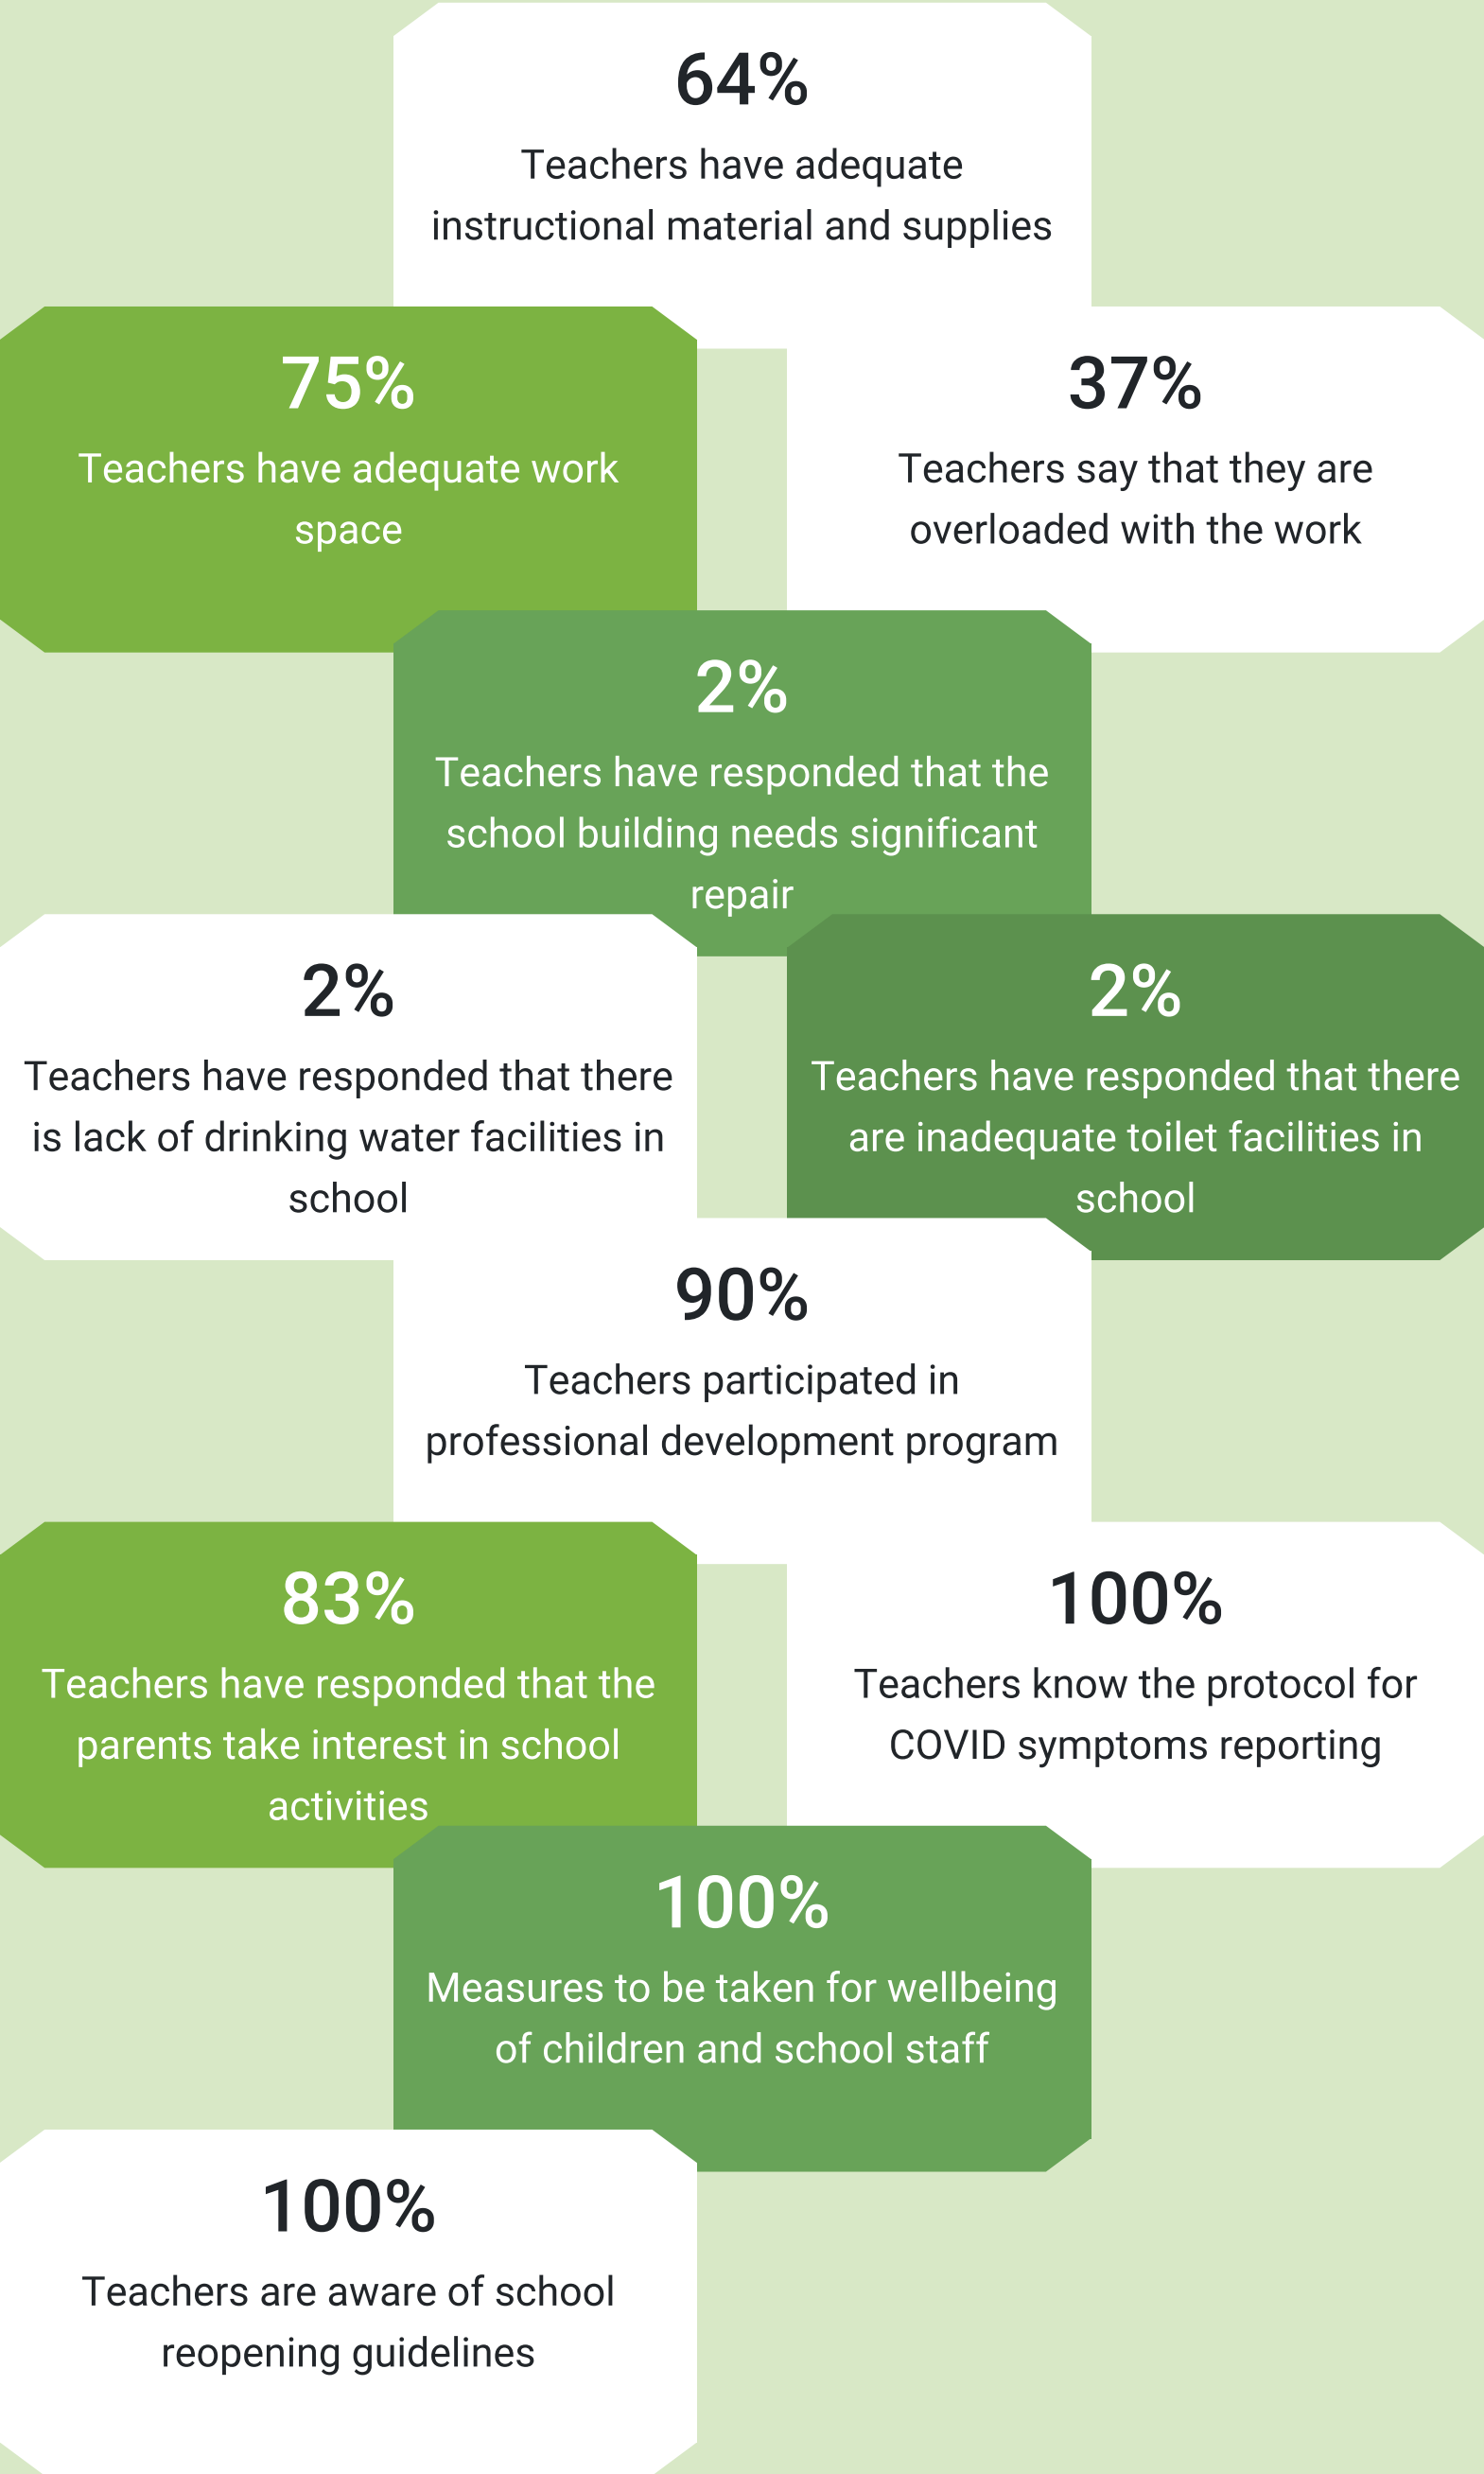 64%
Teachers have adequate
instructional material and supplies
75%
Teachers have adequate work
space
37%
Teachers say that they are
overloaded with the work
2%
Teachers have responded that the
school building needs significant
repair
2%
Teachers have responded that there
is lack of drinking water facilities in
school
2%
Teachers have responded that there
are inadequate toilet facilities in
school
90%
Teachers participated in
professional development program
83%
Teachers have responded that the
parents take interest in school
activities
100%
Teachers know the protocol for
COVID symptoms reporting
100%
Measures to be taken for wellbeing
of children and school staff
100%
Teachers are aware of school
reopening guidelines